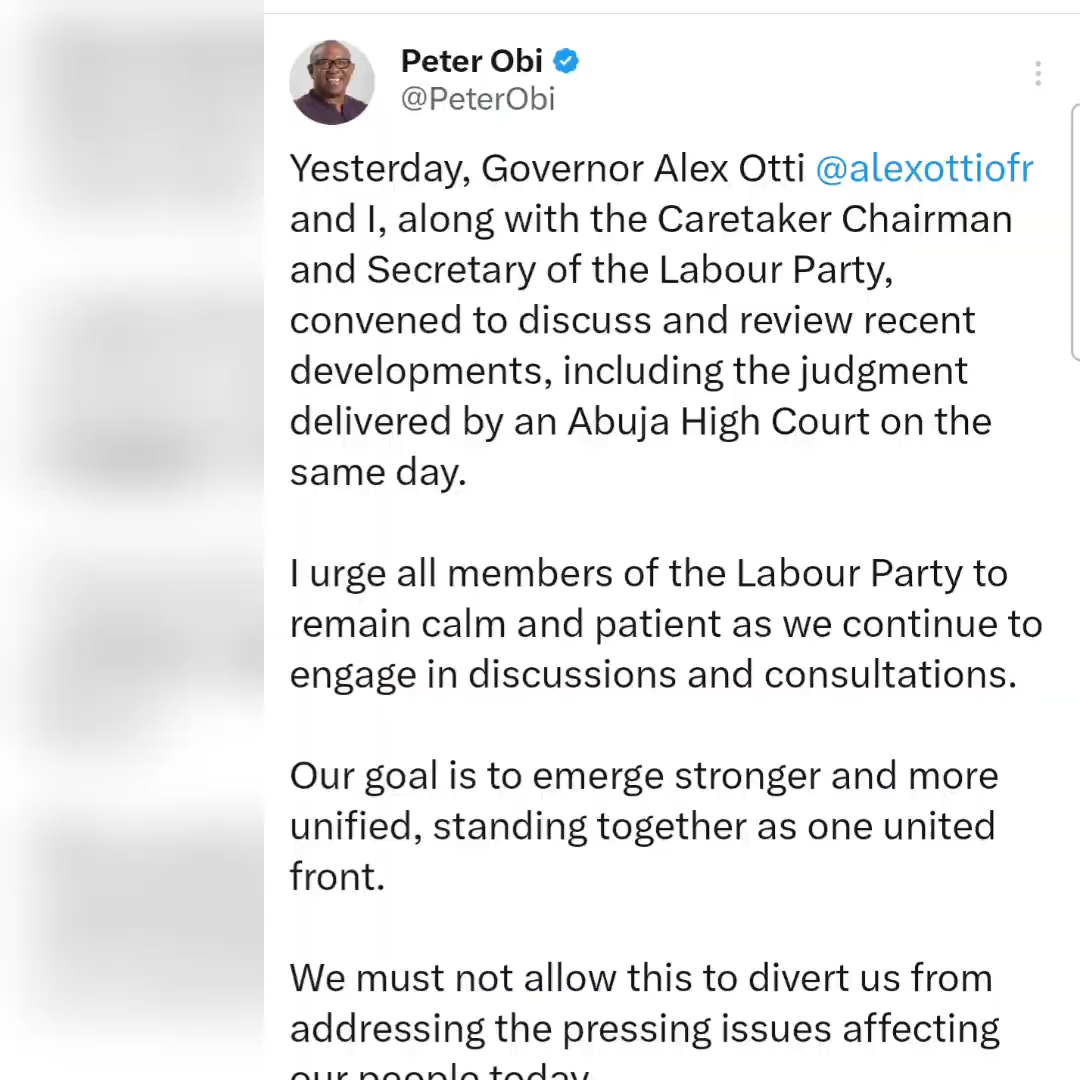 Peter Obi
@PeterObi
Yesterday, Governor Alex Otti @alexottiofr
and I, along with the Caretaker Chairman
and Secretary of the Labour Party,
convened to discuss and review recent
developments, including the judgment
delivered by an Abuja High Court on the
same day.
I urge all members of the Labour Party to
remain calm and patient as we continue to
engage in discussions and consultations.
Our goal is to emerge stronger and more
unified, standing together as one united
front.
We must not allow this to divert us from
addressing the pressing issues affecting
our people today.